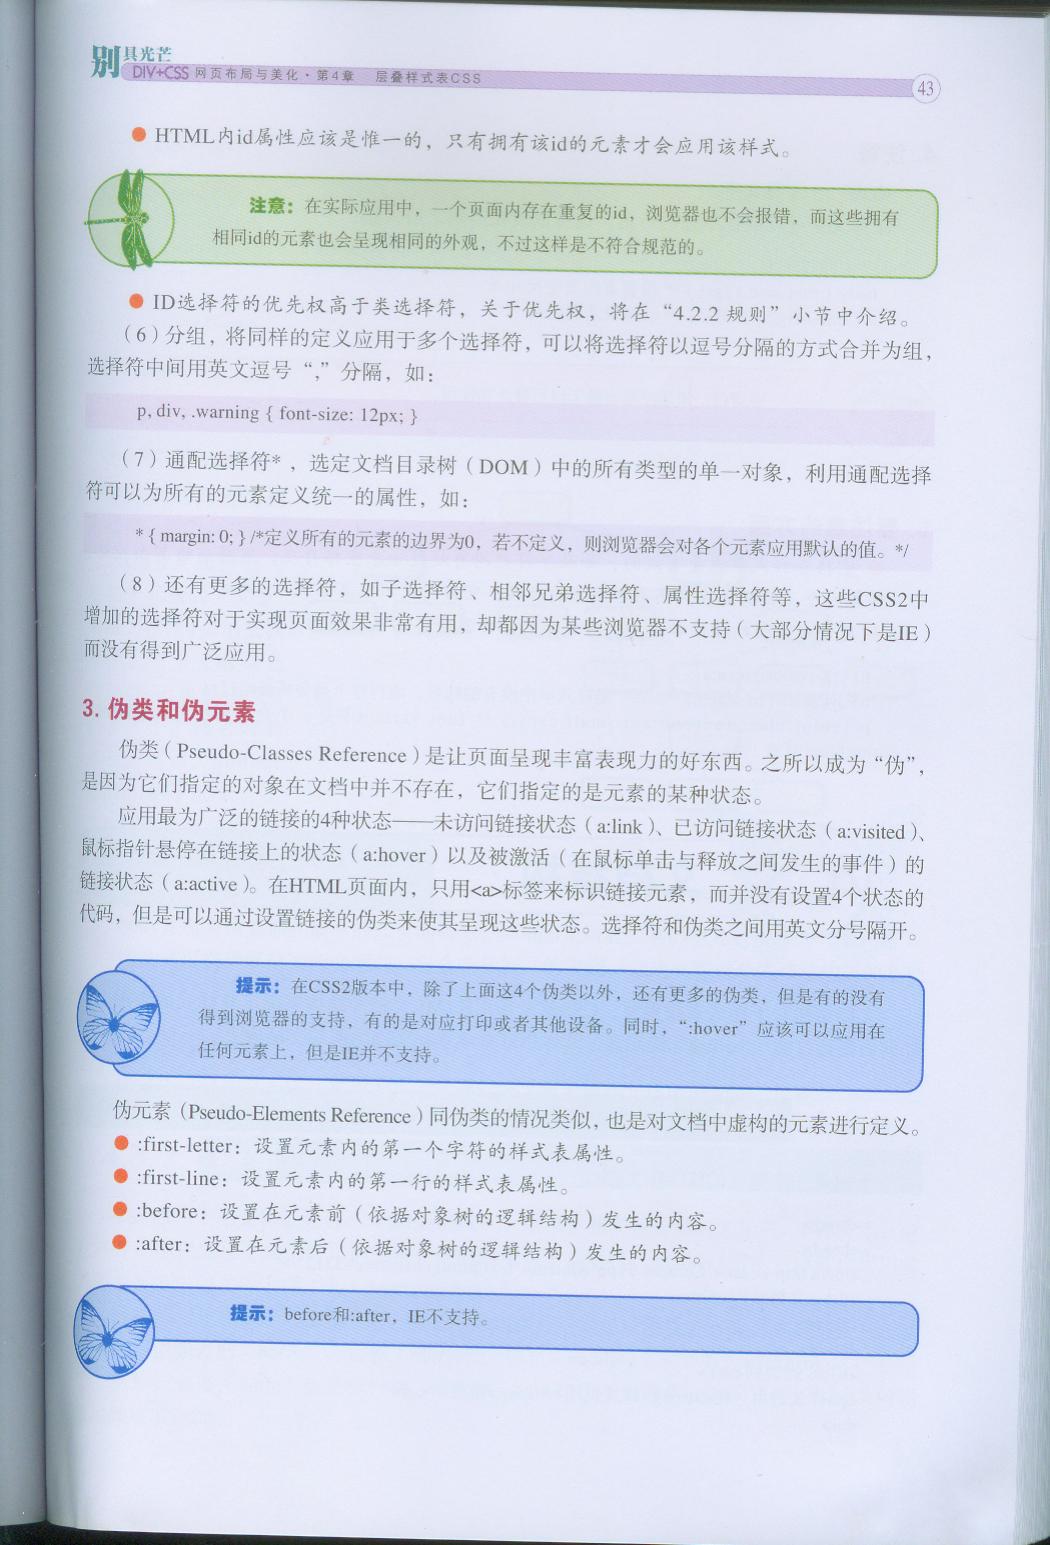 别具光芒
DIV+CSS 网页布局与美化·第4章 层叠样式表CSS
43
● HTML内id属性应该是惟一的，只有拥有该id的元素才会应用该样式。
注意：在实际应用中，一个页面内存在重复的id，浏览器也不会报错，而这些拥有
相同id的元素也会呈现相同的外观，不过这样是不符合规范的。
● ID选择符的优先权高于类选择符，关于优先权，将在“4.2.2 规则”小节中介绍。
（6）分组，将同样的定义应用于多个选择符，可以将选择符以逗号分隔的方式合并为组，
选择符中间用英文逗号“,”分隔，如：
p, div, .warning { font-size: 12px; }
（7）通配选择符*，选定文档目录树（DOM）中的所有类型的单一对象，利用通配选择
符可以为所有的元素定义统一的属性，如：
* { margin: 0; } /*定义所有的元素的边界为0，若不定义，则浏览器会对各个元素应用默认的值。*/
（8）还有更多的选择符，如子选择符、相邻兄弟选择符、属性选择符等，这些CSS2中
增加的选择符对于实现页面效果非常有用，却都因为某些浏览器不支持（大部分情况下是IE）
而没有得到广泛应用。
3. 伪类和伪元素
伪类（Pseudo-Classes Reference）是让页面呈现丰富表现力的好东西。之所以成为“伪”，
是因为它们指定的对象在文档中并不存在，它们指定的是元素的某种状态。
应用最为广泛的链接的4种状态——未访问链接状态（a:link）、已访问链接状态（a:visited）、
鼠标指针悬停在链接上的状态（a:hover）以及被激活（在鼠标单击与释放之间发生的事件）的
链接状态（a:active）。在HTML页面内，只用<a>标签来标识链接元素，而并没有设置4个状态的
代码，但是可以通过设置链接的伪类来使其呈现这些状态。选择符和伪类之间用英文分号隔开。
提示：在CSS2版本中，除了上面这4个伪类以外，还有更多的伪类，但是有的没有
得到浏览器的支持，有的是对应打印或者其他设备。同时，“:hover”应该可以应用在
任何元素上，但是IE并不支持。
伪元素（Pseudo-Elements Reference）同伪类的情况类似，也是对文档中虚构的元素进行定义。
● :first-letter：设置元素内的第一个字符的样式表属性。
● :first-line：设置元素内的第一行的样式表属性。
● :before：设置在元素前（依据对象树的逻辑结构）发生的内容。
● :after：设置在元素后（依据对象树的逻辑结构）发生的内容。
提示：before和:after，IE不支持。